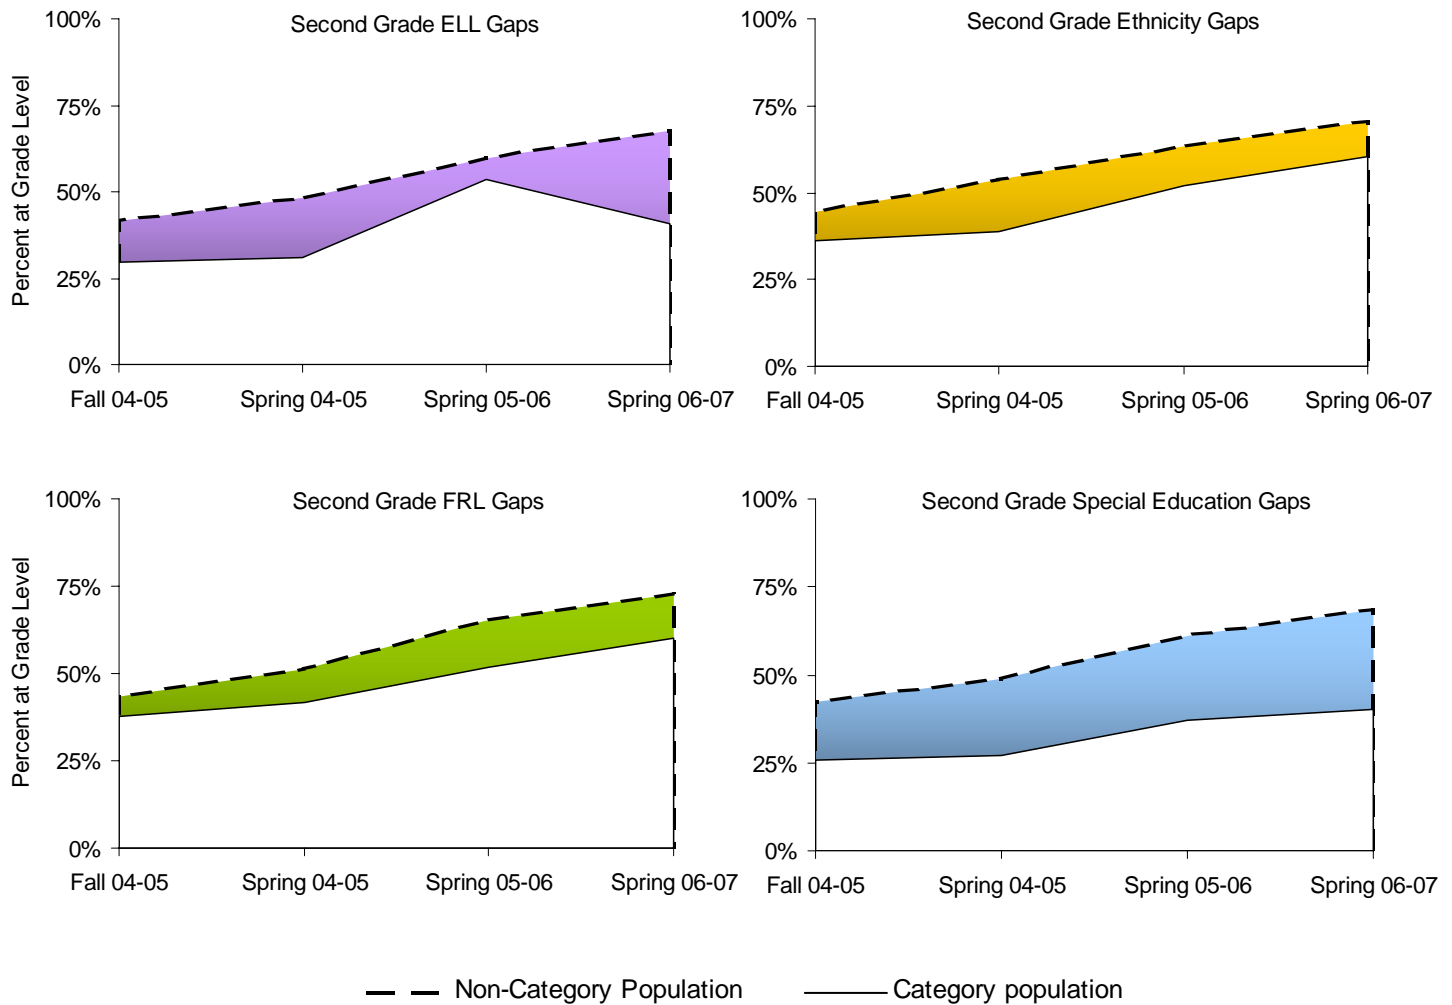 Second Grade ELL Gaps
Percent at Grade Level
100%
75%
50%
25%
0%
Fall 04-05 Spring 04-05 Spring 05-06 Spring 06-07
Second Grade Ethnicity Gaps
100%
75%
50%
25%
0%
Fall 04-05 Spring 04-05 Spring 05-06 Spring 06-07
Second Grade FRL Gaps
Percent at Grade Level
100%
75%
50%
25%
0%
Fall 04-05 Spring 04-05 Spring 05-06 Spring 06-07
Second Grade Special Education Gaps
100%
75%
50%
25%
0%
Fall 04-05 Spring 04-05 Spring 05-06 Spring 06-07
Non-Category Population Category population